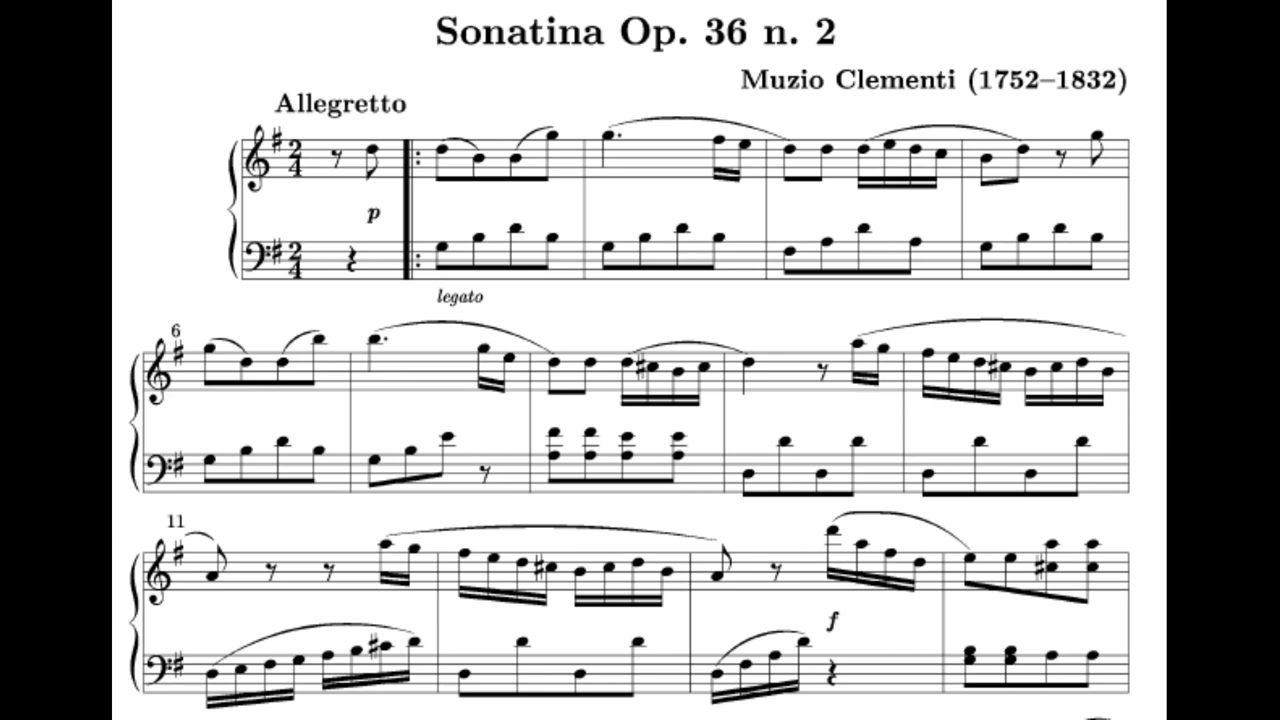 Sonatina Op. 36 n. 2
Muzio Clementi (1752–1832)
Allegretto
2
4
p
2
4
legato
6
11
f